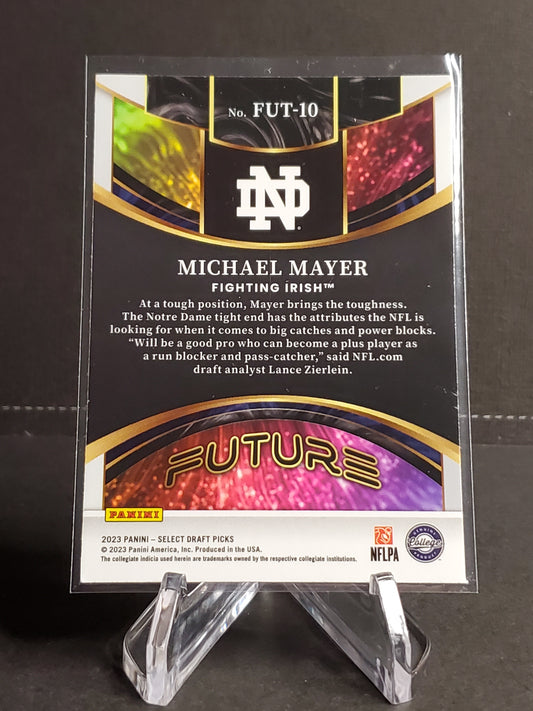 No. FUT-10
ND
MICHAEL MAYER
FIGHTING IRISH™
At a tough position, Mayer brings the toughness.
The Notre Dame tight end has the attributes the NFL is
looking for when it comes to big catches and power blocks.
“Will be a good pro who can become a plus player as
a run blocker and pass-catcher,” said NFL.com
draft analyst Lance Zierlein.
FUTURE
PANINI
2023 PANINI – SELECT DRAFT PICKS
© 2023 Panini America, Inc. Produced in the USA.
The collegiate indicia used herein are trademarks owned by the respective collegiate institutions.
NFLPA
GENUINE
College
PRODUCT